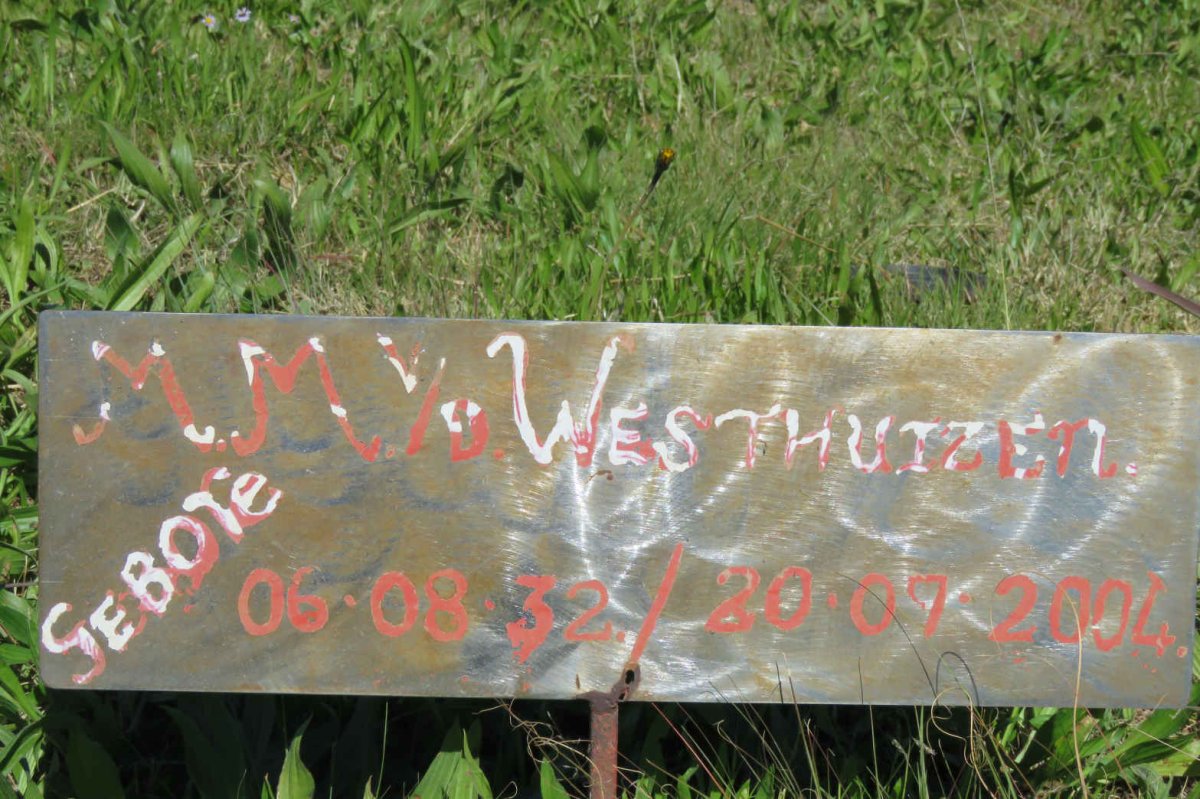 M.M. V/D. WESTHUIZEN.
GEBORE
06.08.32./20.07.2004.